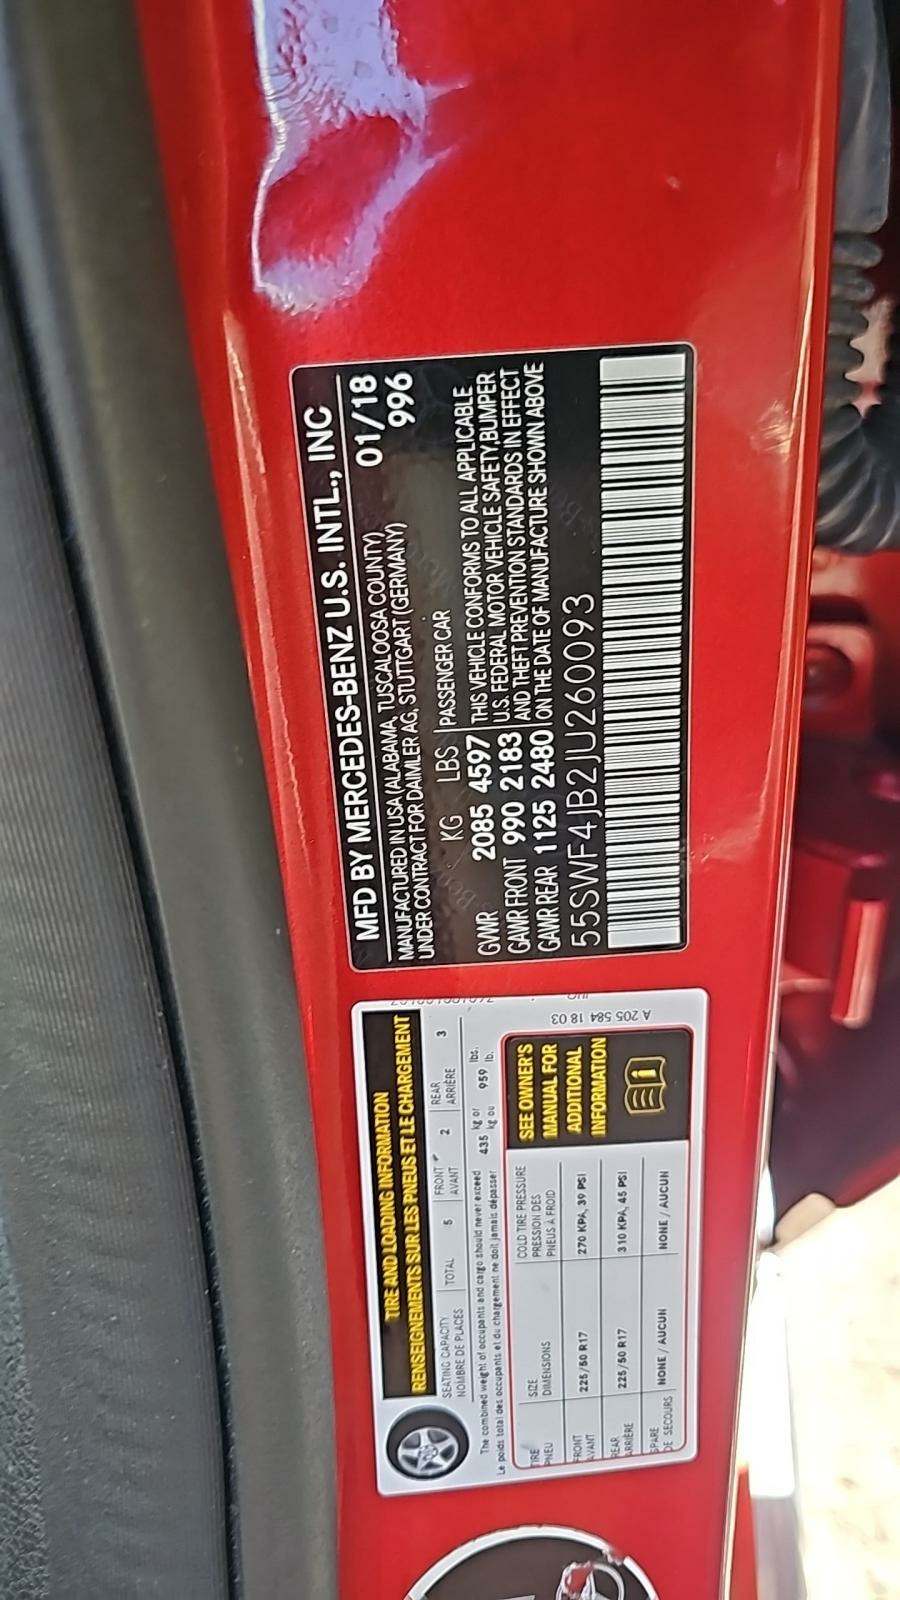 MFD BY MERCEDES-BENZ U.S. INTL., INC
MANUFACTURED IN USA (ALABAMA, TUSCALOOSA COUNTY) 01/18
UNDER CONTRACT FOR DAIMLER AG, STUTTGART (GERMANY) 996
KG LBS PASSENGER CAR
GVWR 2085 4597 THIS VEHICLE CONFORMS TO ALL APPLICABLE
GAWR FRONT 990 2183 U.S. FEDERAL MOTOR VEHICLE SAFETY, BUMPER
GAWR REAR 1125 2480 AND THEFT PREVENTION STANDARDS IN EFFECT
ON THE DATE OF MANUFACTURE SHOWN ABOVE
55SWF4JB2JU260093
TIRE AND LOADING INFORMATION
RENSEIGNEMENTS SUR LES PNEUS ET LE CHARGEMENT
SEATING CAPACITY TOTAL 5 FRONT 2 REAR 3
NOMBRE DE PLACES AVANT ARRIÈRE
The combined weight of occupants and cargo should never exceed 435 kg or 959 lbs.
Le poids total des occupants et du chargement ne doit jamais dépasser kg ou lb.
TIRE SIZE COLD TIRE PRESSURE
PNEU DIMENSIONS PRESSION DES
PNEUS À FROID
FRONT 225/50 R17 270 KPA, 39 PSI
AVANT
REAR 225/50 R17 310 KPA, 45 PSI
ARRIÈRE
SPARE NONE / AUCUN NONE / AUCUN
DE SECOURS
SEE OWNER'S
MANUAL FOR
ADDITIONAL
INFORMATION
A 205 584 18 03